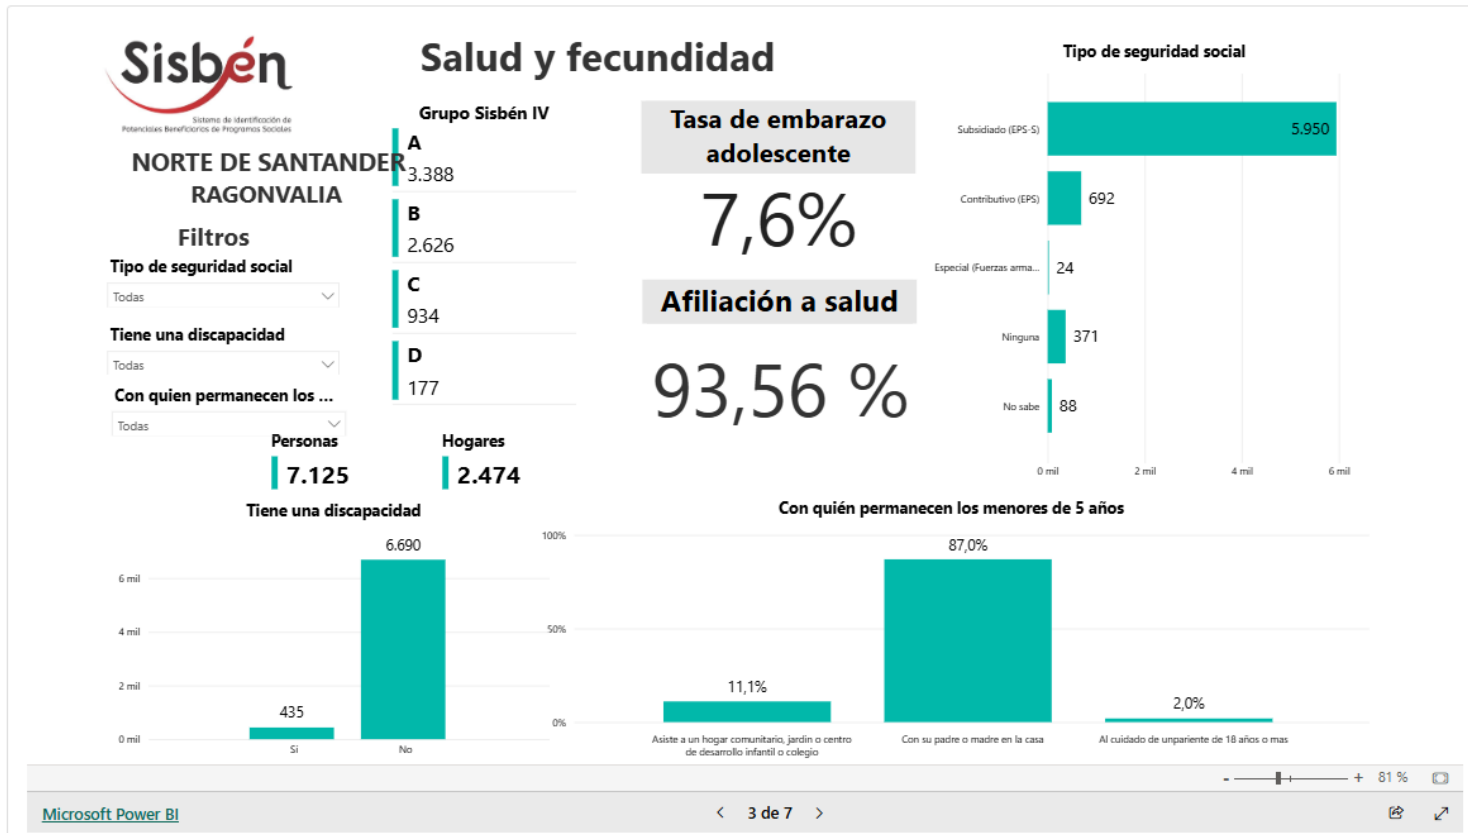 Sisbén
Sistema de Identificación de
Potenciales Beneficiarios de Programas Sociales
NORTE DE SANTANDER
RAGONVALIA
Filtros
Tipo de seguridad social
Todas
Tiene una discapacidad
Todas
Con quien permanecen los ...
Todas
Salud y fecundidad
Grupo Sisbén IV
A
3.388
B
2.626
C
934
D
177
Personas
7.125
Hogares
2.474
Tasa de embarazo
adolescente
7,6%
Afiliación a salud
93,56 %
Tipo de seguridad social
Subsidiado (EPS-S)
5.950
Contributivo (EPS)
692
Especial (Fuerzas arma...
24
Ninguna
371
No sabe
88
0 mil 2 mil 4 mil 6 mil
Tiene una discapacidad
6 mil
4 mil
2 mil
0 mil
435
6.690
Si No
Con quién permanecen los menores de 5 años
100%
50%
0%
11,1%
87,0%
2,0%
Asiste a un hogar comunitario, jardin o centro
de desarrollo infantil o colegio
Con su padre o madre en la casa
Al cuidado de unpariente de 18 años o mas
- + 81 %
Microsoft Power BI
< 3 de 7 >